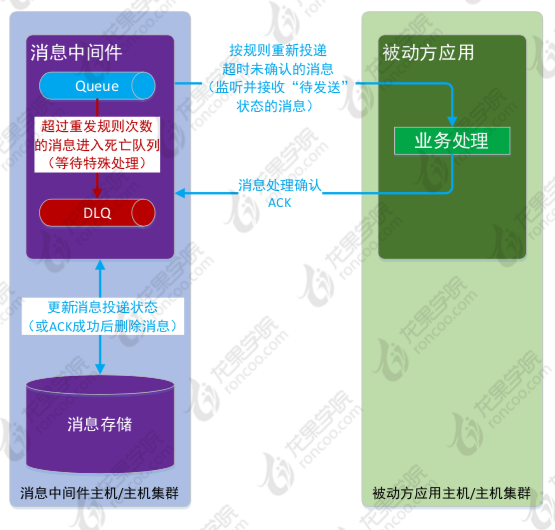 消息中间件
Queue
超过重发规则次数
的消息进入死亡队列
（等待特殊处理）
DLQ
按规则重新投递
超时未确认的消息
（监听并接收“待发送”
状态的消息）
被动方应用
业务处理
消息处理确认
ACK
更新消息投递状态
（或ACK成功后删除消息）
消息存储
消息中间件主机/主机集群
被动方应用主机/主机集群
龙果学院
roncoo.com